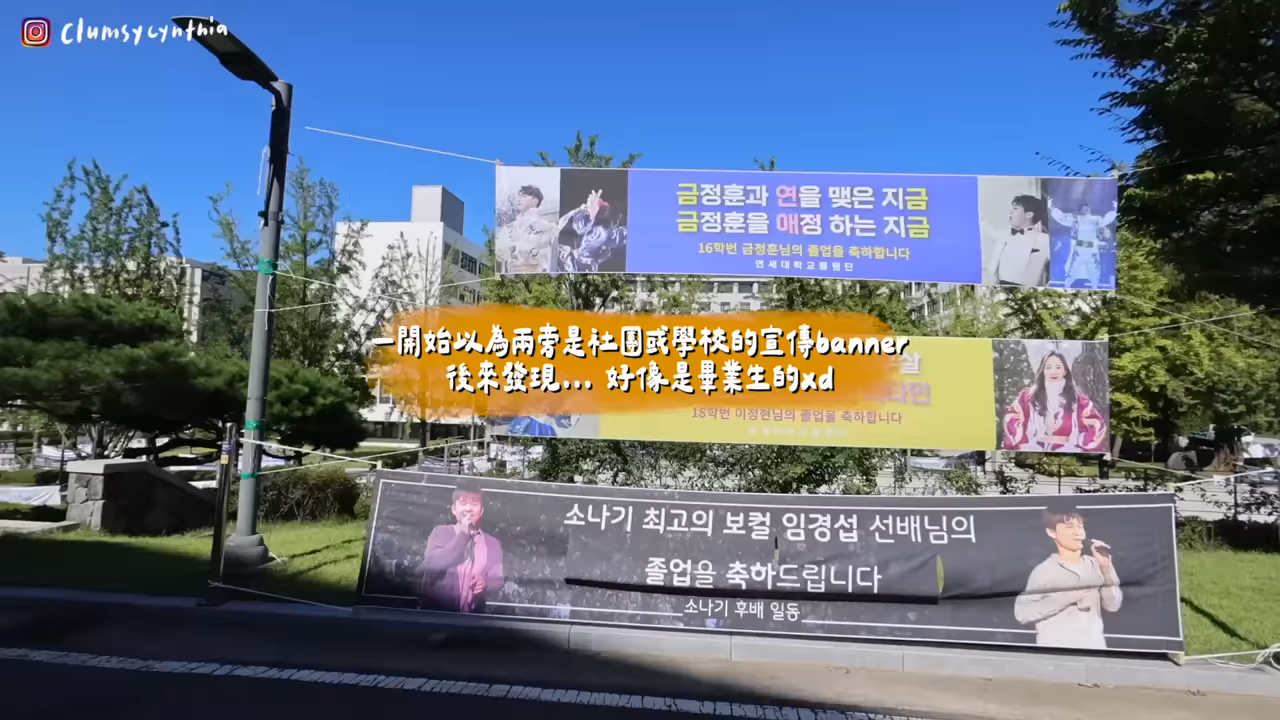 Clumsycynthia
금정훈과 연을 맺은 지금
금정훈을 애정 하는 지금
16학번 금정훈님의 졸업을 축하합니다
연세대학교응원단
一開始以為兩旁是社團或學校的宣傳banner
後來發現... 好像是畢業生的xd
18학번 이정현님의 졸업을 축하합니다
소나기 최고의 보컬 임경섭 선배님의
졸업을 축하드립니다
소나기 후배 일동